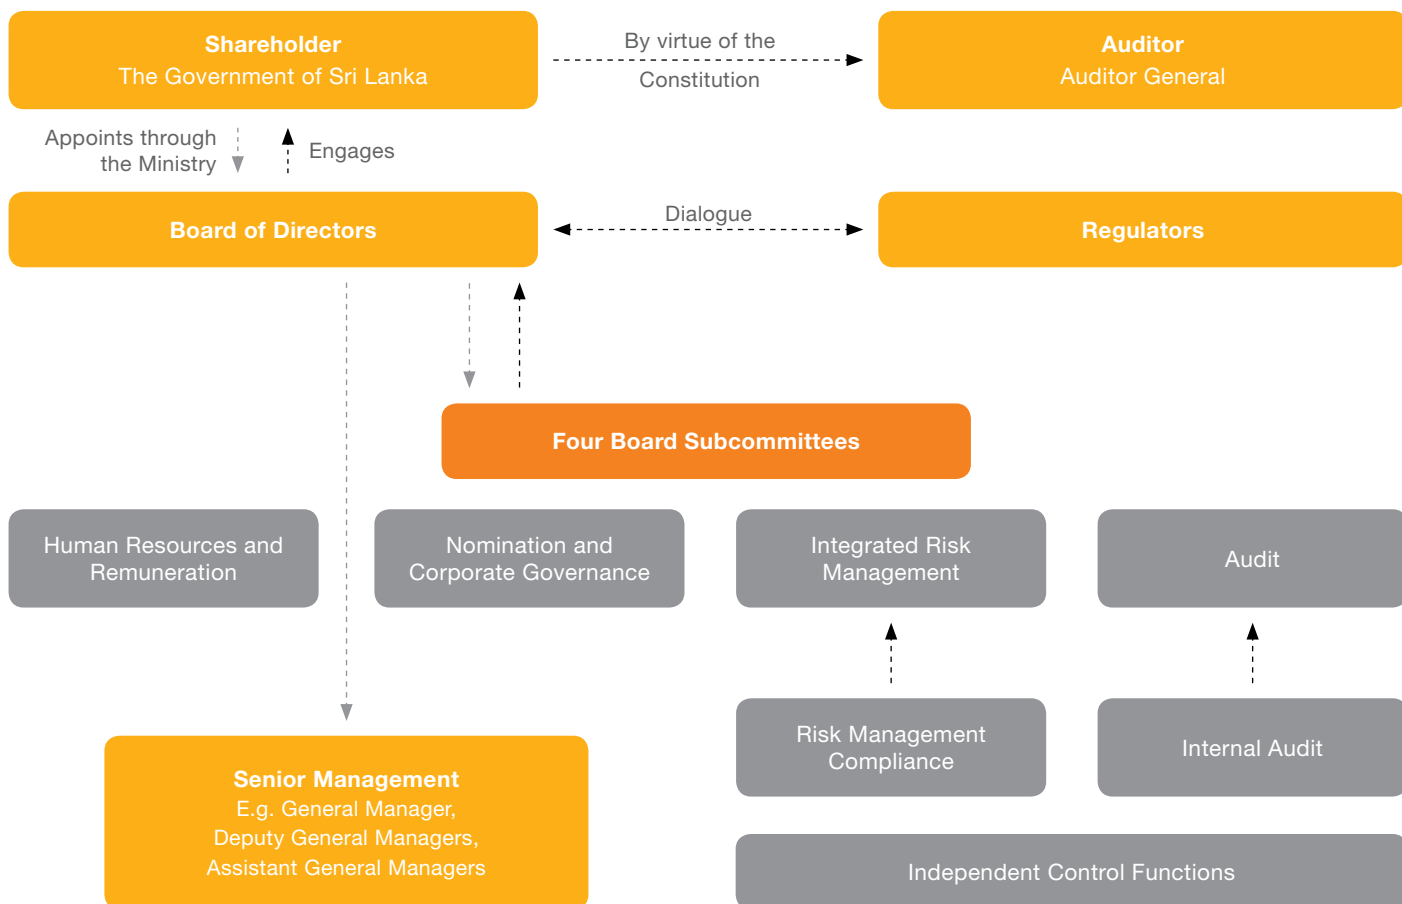 Shareholder
The Government of Sri Lanka
By virtue of the
Constitution
Auditor
Auditor General
Appoints through
the Ministry
Engages
Board of Directors
Dialogue
Regulators
Four Board Subcommittees
Human Resources and
Remuneration
Nomination and
Corporate Governance
Integrated Risk
Management
Audit
Risk Management
Compliance
Internal Audit
Senior Management
E.g. General Manager,
Deputy General Managers,
Assistant General Managers
Independent Control Functions